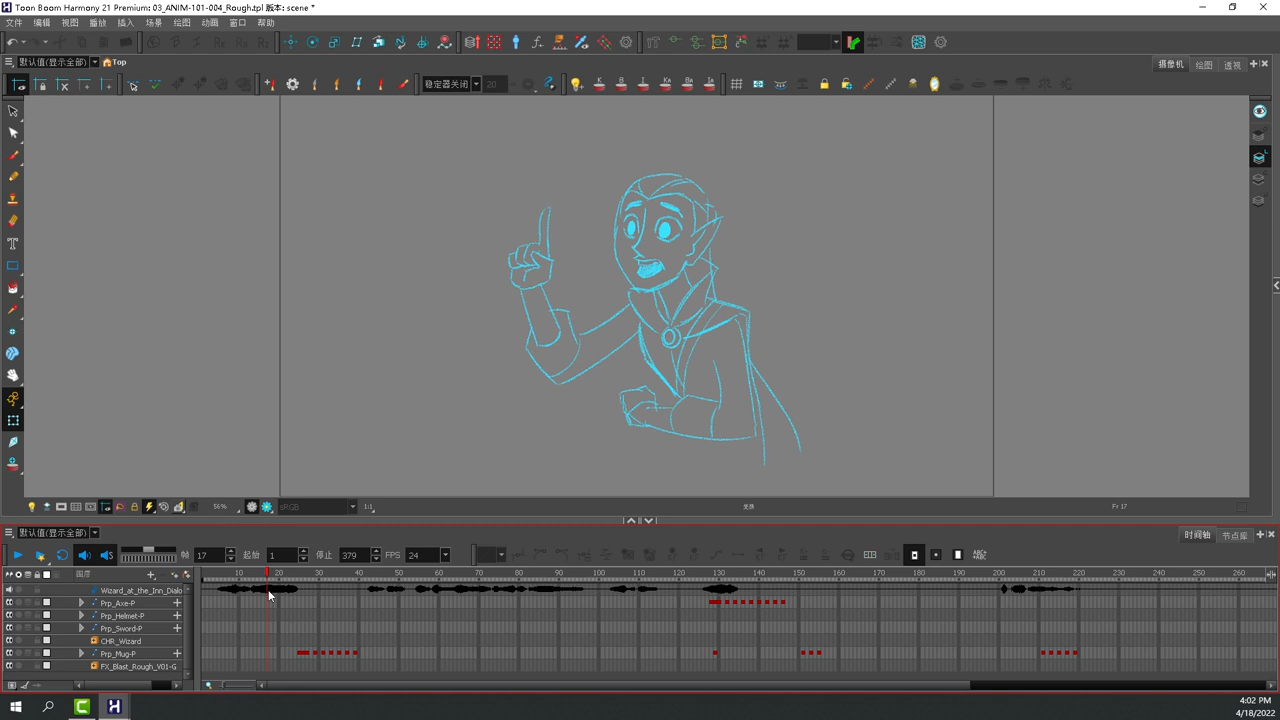 Toon Boom Harmony 21 Premium: 03_ANIM-101-004_Rough.tpl 版本: scene *
文件 编辑 视图 播放 插入 场景 绘图 动画 窗口 帮助
默认值(显示全部) Top
摄像机 绘图 透视
稳定器关闭 20
K B I KA BA IA
56% sRGB 1:1 变换 Fr 17
默认值(显示全部)
时间轴 节点库
帧 17 起始 1 停止 379 FPS 24
图层 10 20 30 40 50 60 70 80 90 100 110 120 130 140 150 160 170 180 190 200 210 220 230 240 250 260
Wizard_at_the_Inn_Dialo
Prp_Axe-P
Prp_Helmet-P
Prp_Sword-P
CHR_Wizard
Prp_Mug-P
FX_Blast_Rough_V01-G
4:02 PM
4/18/2022